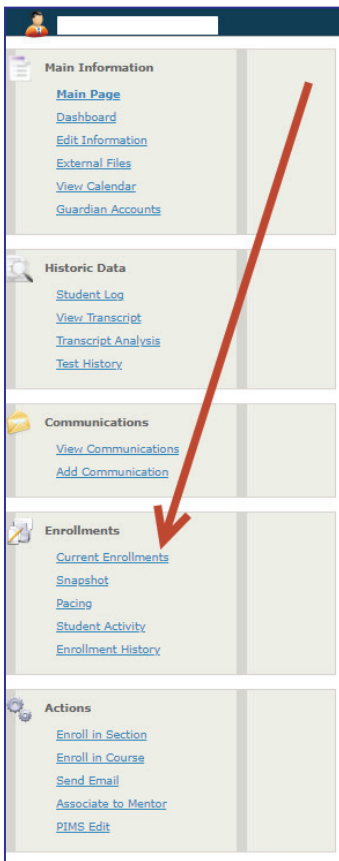 Main Information
Main Page
Dashboard
Edit Information
External Files
View Calendar
Guardian Accounts
Historic Data
Student Log
View Transcript
Transcript Analysis
Test History
Communications
View Communications
Add Communication
Enrollments
Current Enrollments
Snapshot
Pacing
Student Activity
Enrollment History
Actions
Enroll in Section
Enroll in Course
Send Email
Associate to Mentor
PIMS Edit